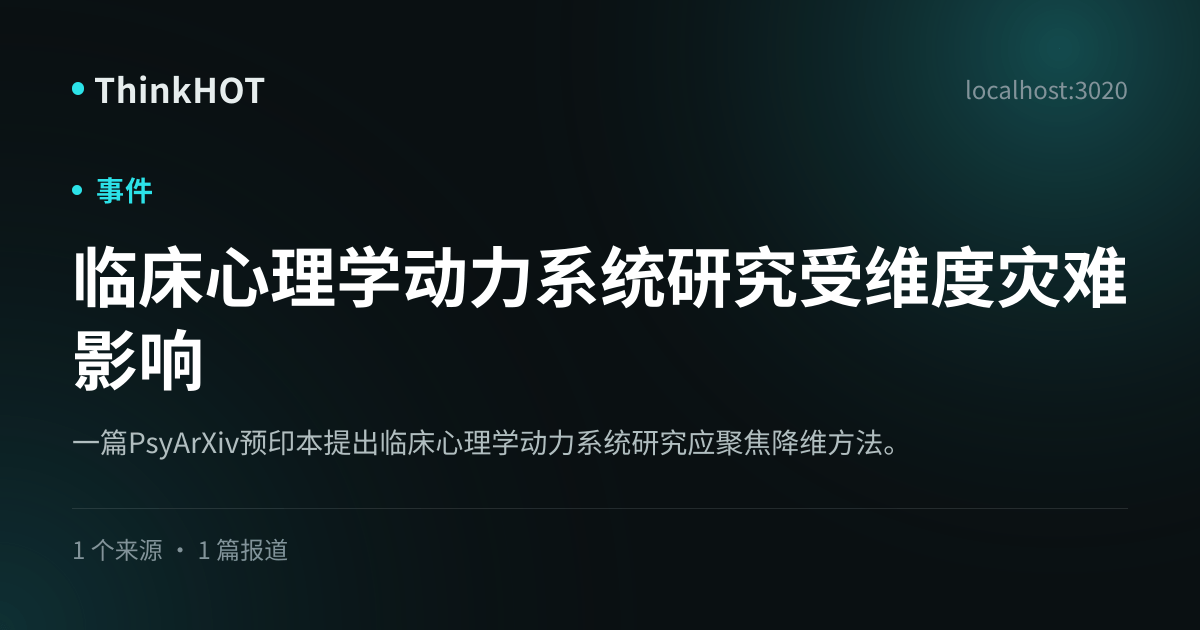 ThinkHOT
localhost:3020
事件
临床心理学动力系统研究受维度灾难
影响
一篇PsyArXiv预印本提出临床心理学动力系统研究应聚焦降维方法。
1 个来源 · 1 篇报道